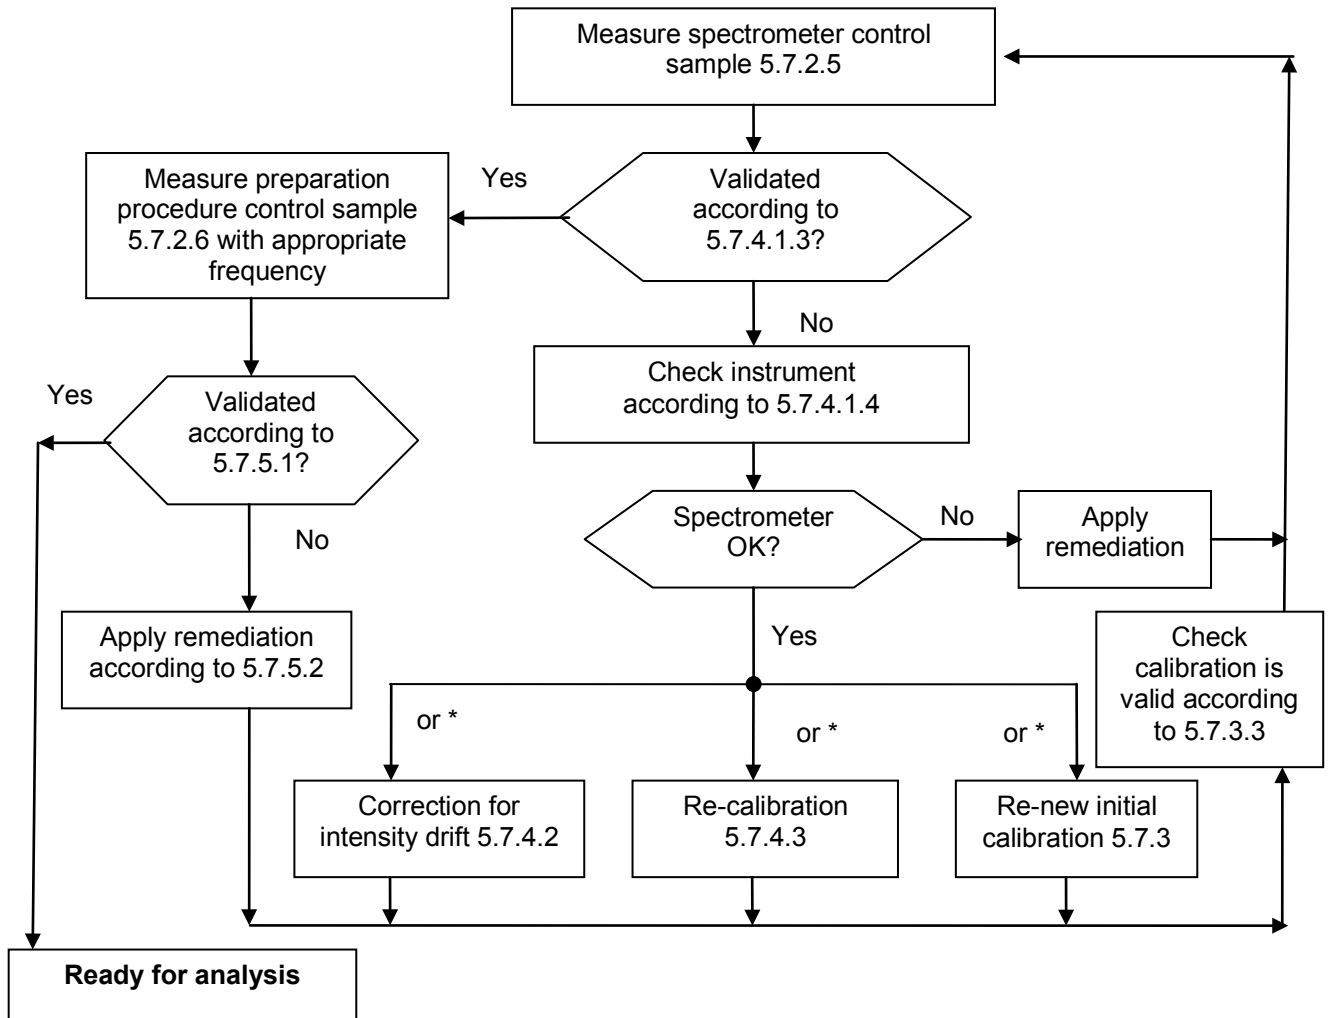 Measure spectrometer control
sample 5.7.2.5
Measure preparation
procedure control sample
5.7.2.6 with appropriate
frequency
Yes
Validated
according to
5.7.4.1.3?
No
Check instrument
according to 5.7.4.1.4
Yes
Validated
according to
5.7.5.1?
No
Spectrometer
OK?
No
Apply
remediation
Yes
Apply remediation
according to 5.7.5.2
Check
calibration is
valid according
to 5.7.3.3
or *
or *
or *
Correction for
intensity drift 5.7.4.2
Re-calibration
5.7.4.3
Re-new initial
calibration 5.7.3
Ready for analysis